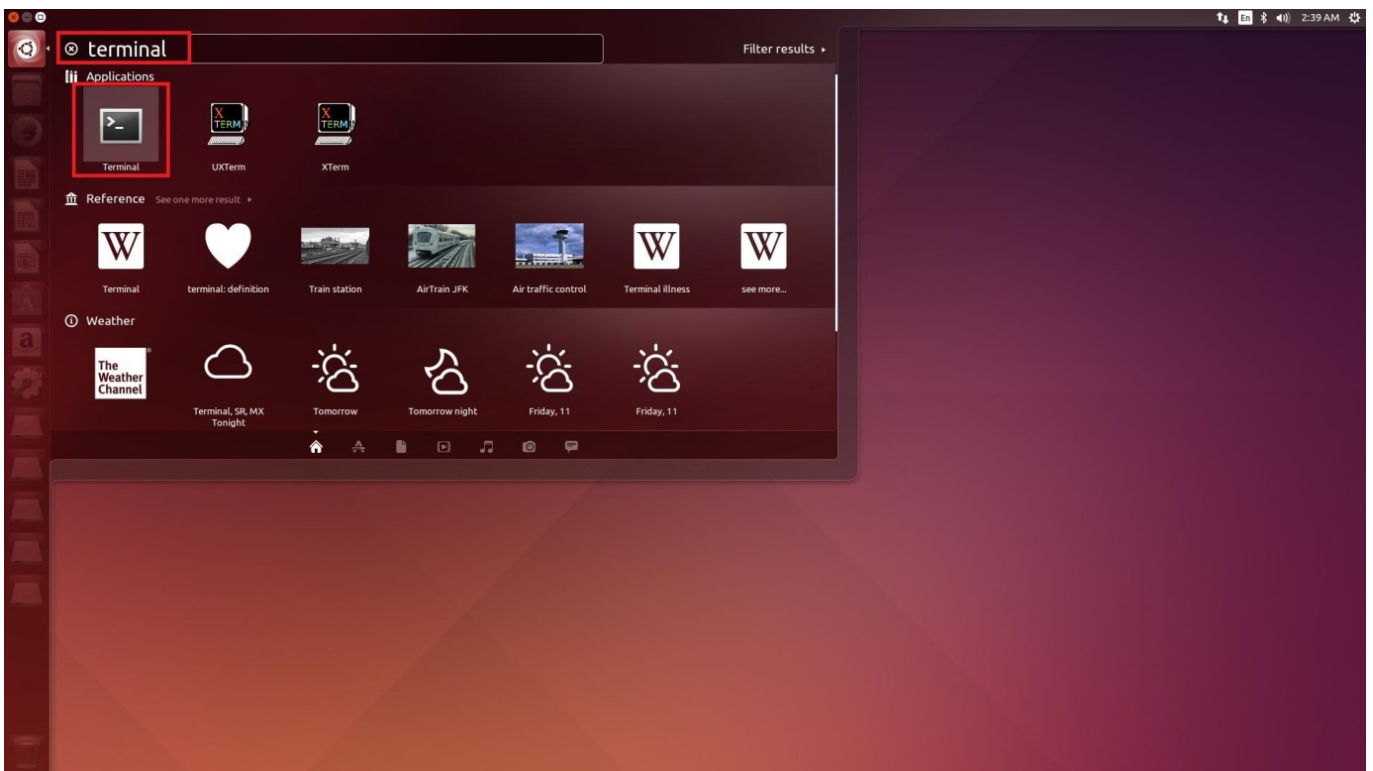 En 2:39 AM
terminal
Filter results
Applications
>_
X TERM
X TERM
Terminal UXTerm XTerm
Reference See one more result
W W W
Terminal terminal: definition Train station AirTrain JFK Air traffic control Terminal illness see more...
Weather
The
Weather
Channel
Terminal, SR, MX Tomorrow Tomorrow night Friday, 11 Friday, 11
Tonight
a